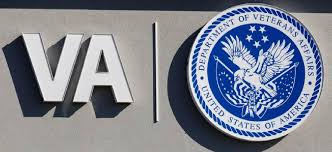 VA
DEPARTMENT OF VETERANS AFFAIRS
UNITED STATES OF AMERICA